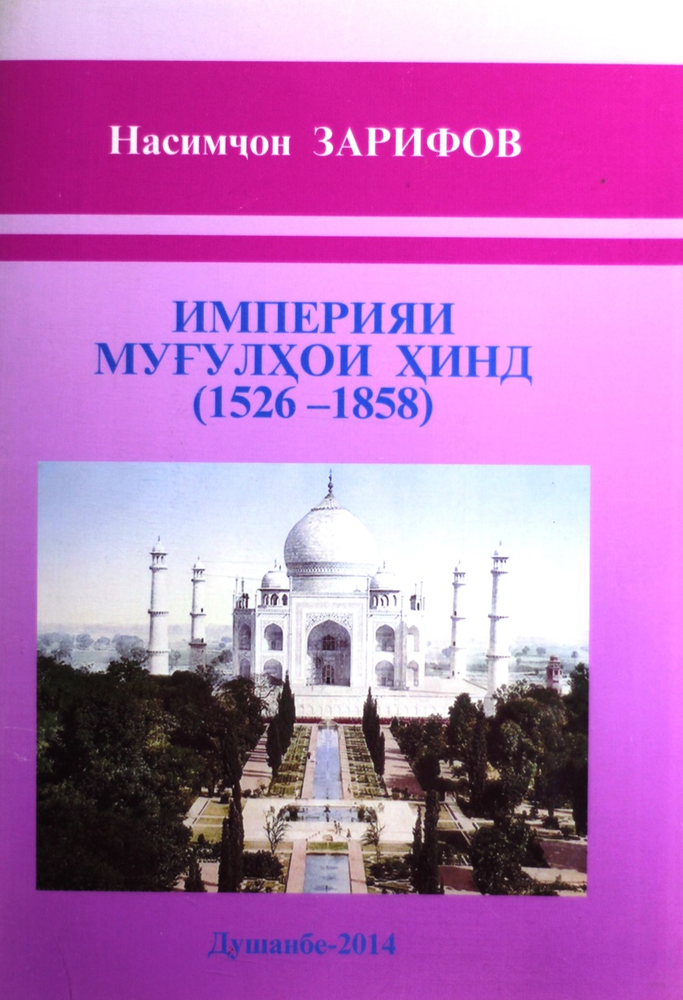 Насимҷон ЗАРИФОВ
ИМПЕРИЯИ
МУҒУЛҲОИ ҲИНД
(1526 –1858)
Душанбе-2014